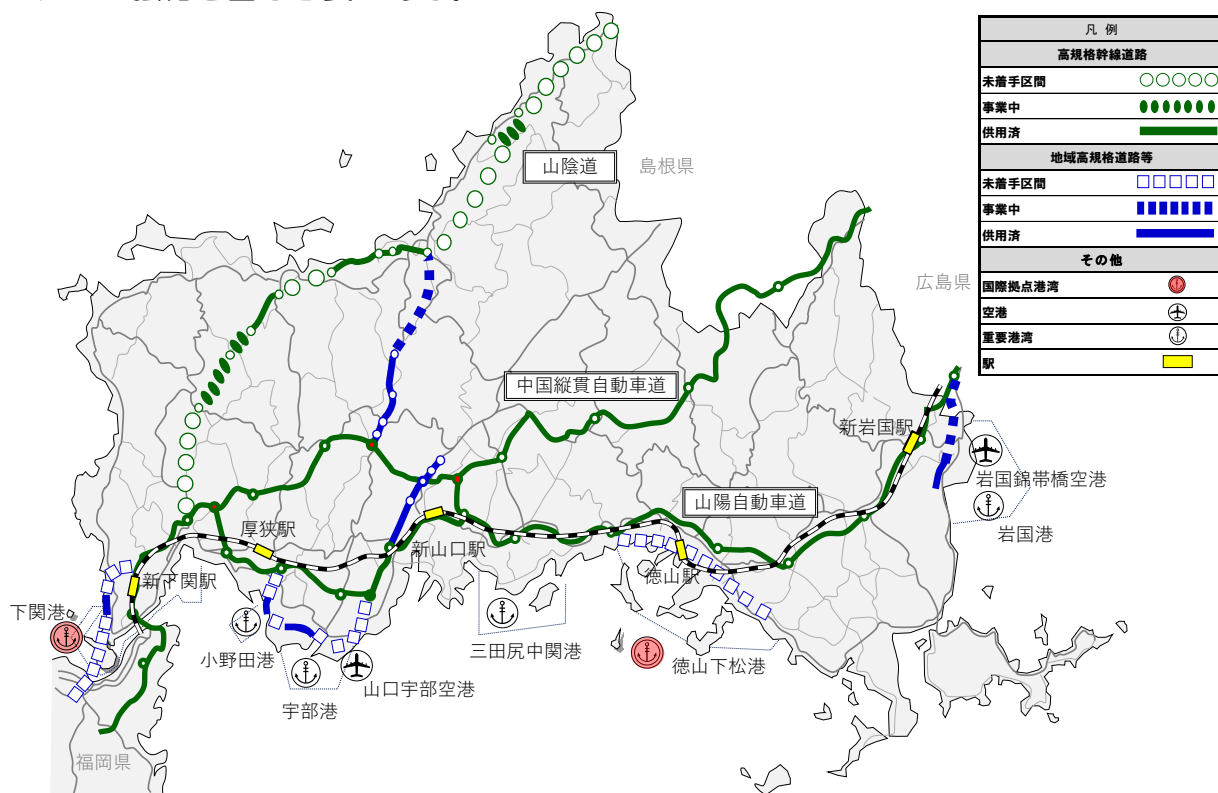 凡 例
高規格幹線道路
未着手区間
事業中
供用済
地域高規格道路等
未着手区間
事業中
供用済
その他
国際拠点港湾
空港
重要港湾
駅
山陰道
島根県
広島県
中国縦貫自動車道
新岩国駅
岩国錦帯橋空港
山陽自動車道
岩国港
厚狭駅
新山口駅
新下関駅
徳山駅
下関港
小野田港
三田尻中関港
徳山下松港
山口宇部空港
宇部港
福岡県